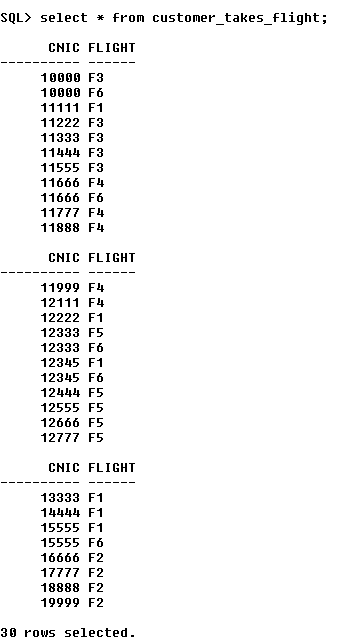 SQL> select * from customer_takes_flight;
CNIC FLIGHT
---------- ------
10000 F3
10000 F6
11111 F1
11222 F3
11333 F3
11444 F3
11555 F3
11666 F4
11666 F6
11777 F4
11888 F4
CNIC FLIGHT
---------- ------
11999 F4
12111 F4
12222 F1
12333 F5
12333 F6
12345 F1
12345 F6
12444 F5
12555 F5
12666 F5
12777 F5
CNIC FLIGHT
---------- ------
13333 F1
14444 F1
15555 F1
15555 F6
16666 F2
17777 F2
18888 F2
19999 F2
30 rows selected.